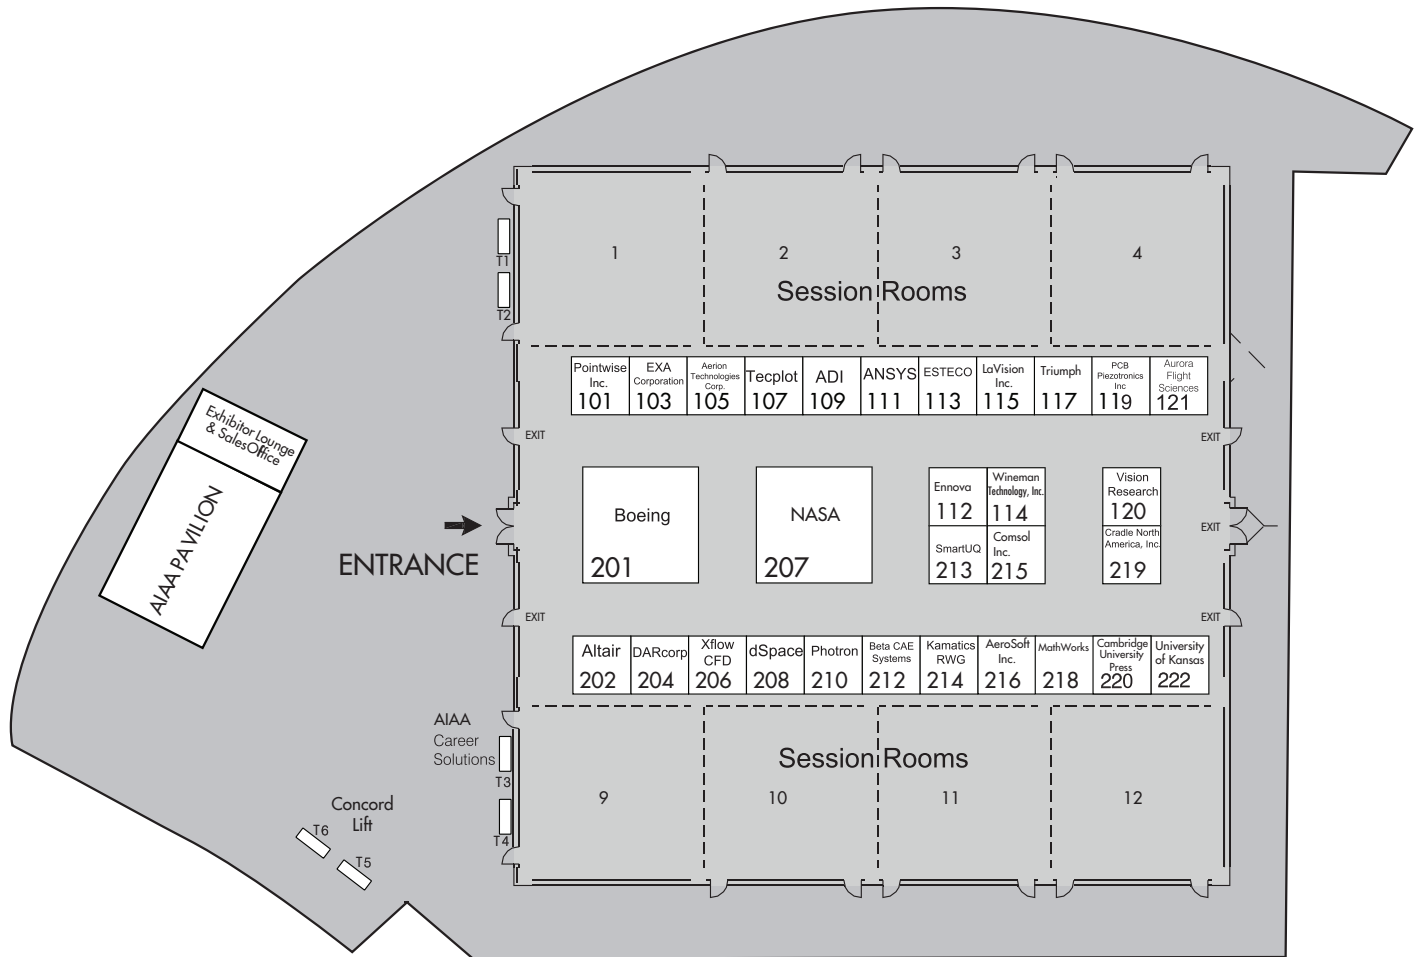 1
2
3
4
Session Rooms
T1
T2
Pointwise
Inc.
101
EXA
Corporation
103
Aerion
Technologies
Corp.
105
Tecplot
107
ADI
109
ANSYS
111
ESTECO
113
LaVision
Inc.
115
Triumph
117
PCB
Piezotronics
Inc
119
Aurora
Flight
Sciences
121
EXIT
EXIT
Exhibitor Lounge
& SalesOffice
AIAA PAVILION
ENTRANCE
Boeing
201
NASA
207
Ennova
112
Wineman
Technology, Inc.
114
SmartUQ
213
Comsol
Inc.
215
Vision
Research
120
Cradle North
America, Inc.
219
EXIT
EXIT
EXIT
Altair
202
DARcorp
204
Xflow
CFD
206
dSpace
208
Photron
210
Beta CAE
Systems
212
Kamatics
RWG
214
AeroSoft
Inc.
216
MathWorks
218
Cambridge
University
Press
220
University
of Kansas
222
AIAA
Career
Solutions
T3
T4
Concord
Lift
T6
T5
Session Rooms
9
10
11
12